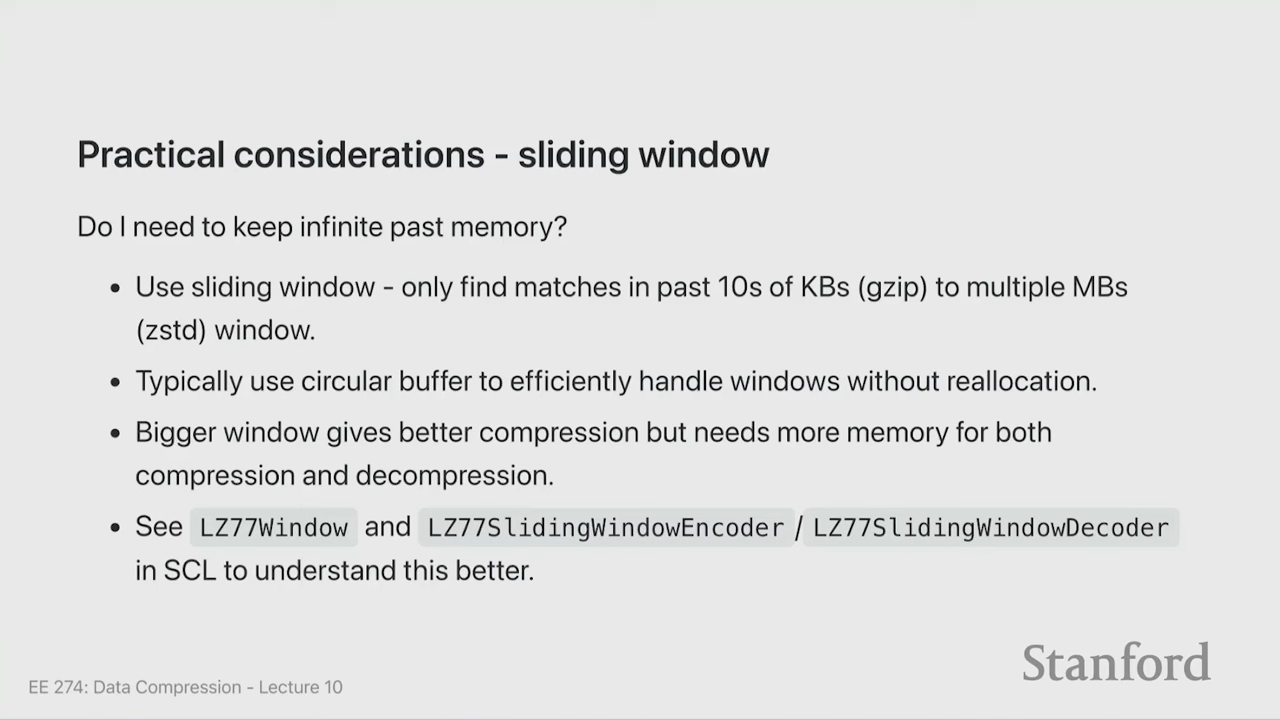 Practical considerations - sliding window
Do I need to keep infinite past memory?
• Use sliding window - only find matches in past 10s of KBs (gzip) to multiple MBs
(zstd) window.
• Typically use circular buffer to efficiently handle windows without reallocation.
• Bigger window gives better compression but needs more memory for both
compression and decompression.
• See LZ77Window and LZ77SlidingWindowEncoder / LZ77SlidingWindowDecoder
in SCL to understand this better.
Stanford
EE 274: Data Compression - Lecture 10